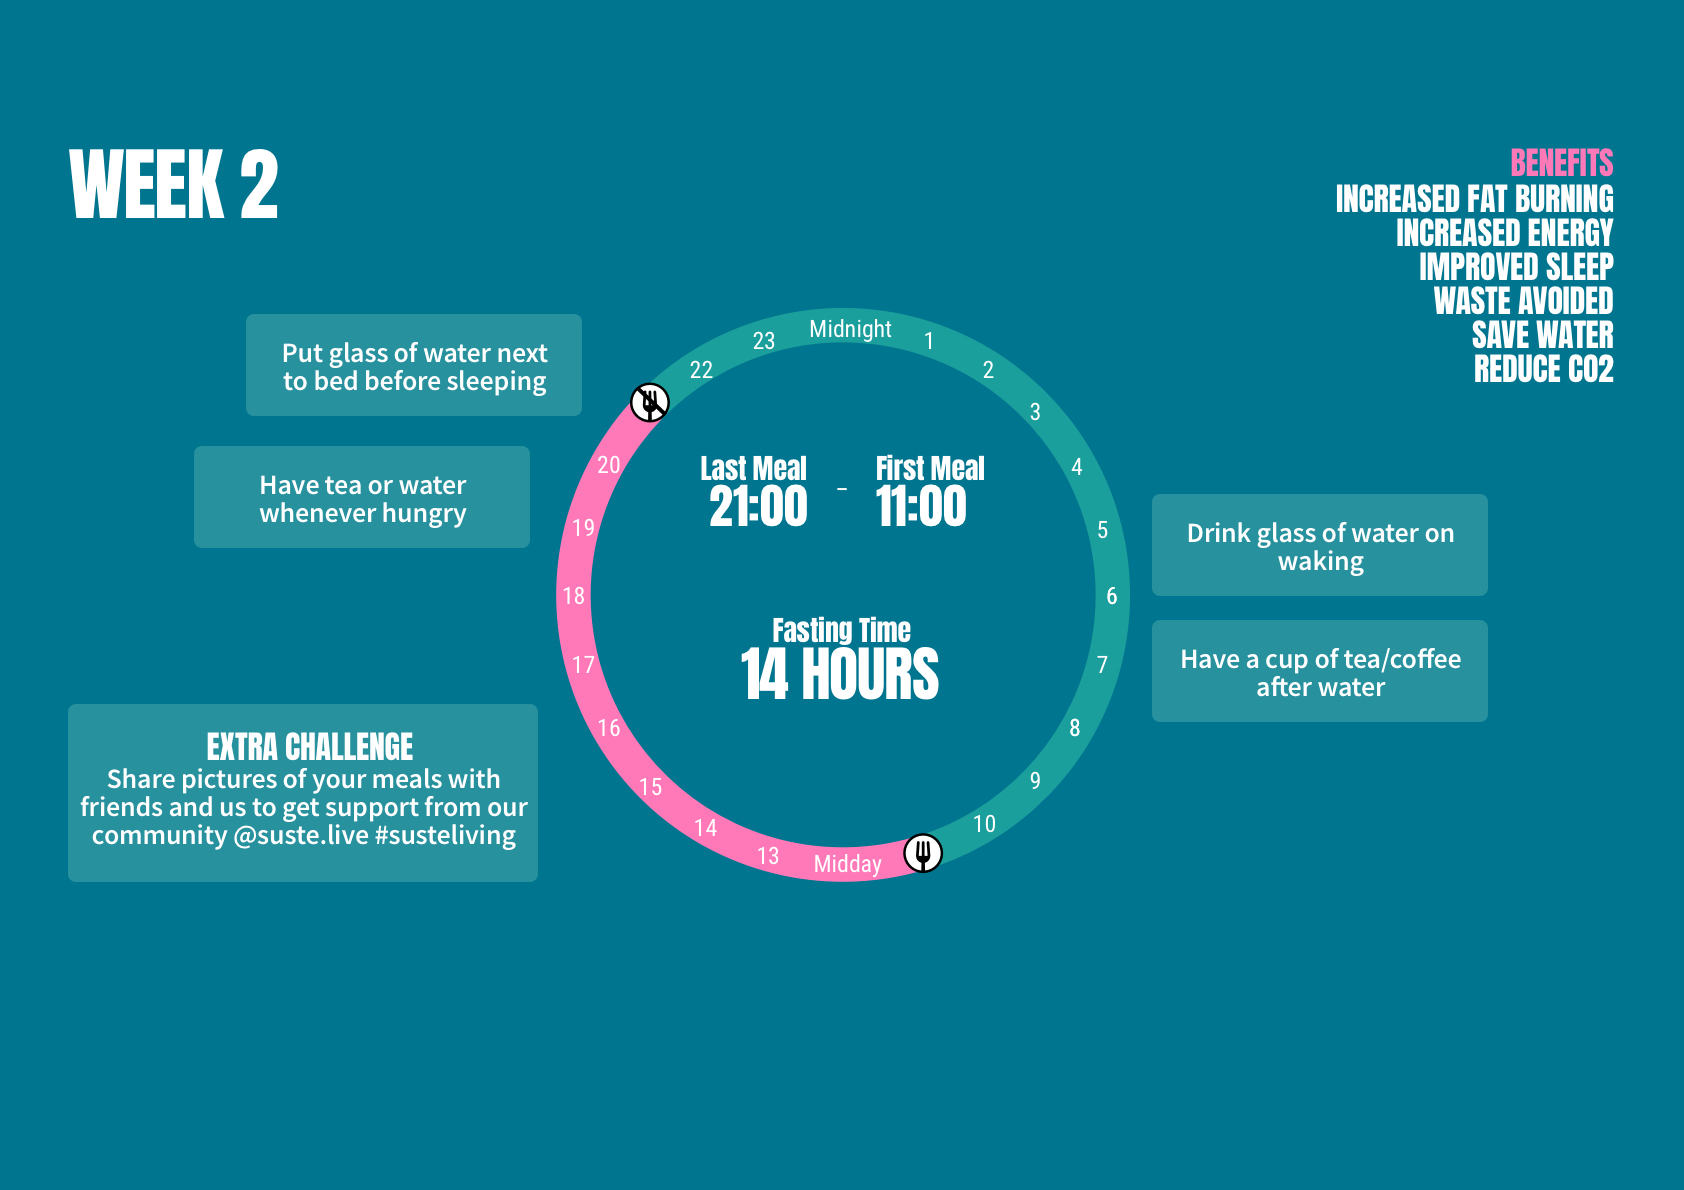 WEEK 2
BENEFITS
INCREASED FAT BURNING
INCREASED ENERGY
IMPROVED SLEEP
WASTE AVOIDED
SAVE WATER
REDUCE CO2
Put glass of water next
to bed before sleeping
Have tea or water
whenever hungry
EXTRA CHALLENGE
Share pictures of your meals with
friends and us to get support from our
community @suste.live #susteliving
Midnight
1
2
3
4
5
6
7
8
9
10
Midday
13
14
15
16
17
18
19
20
22
23
Last Meal
21:00
-
First Meal
11:00
Fasting Time
14 HOURS
Drink glass of water on
waking
Have a cup of tea/coffee
after water